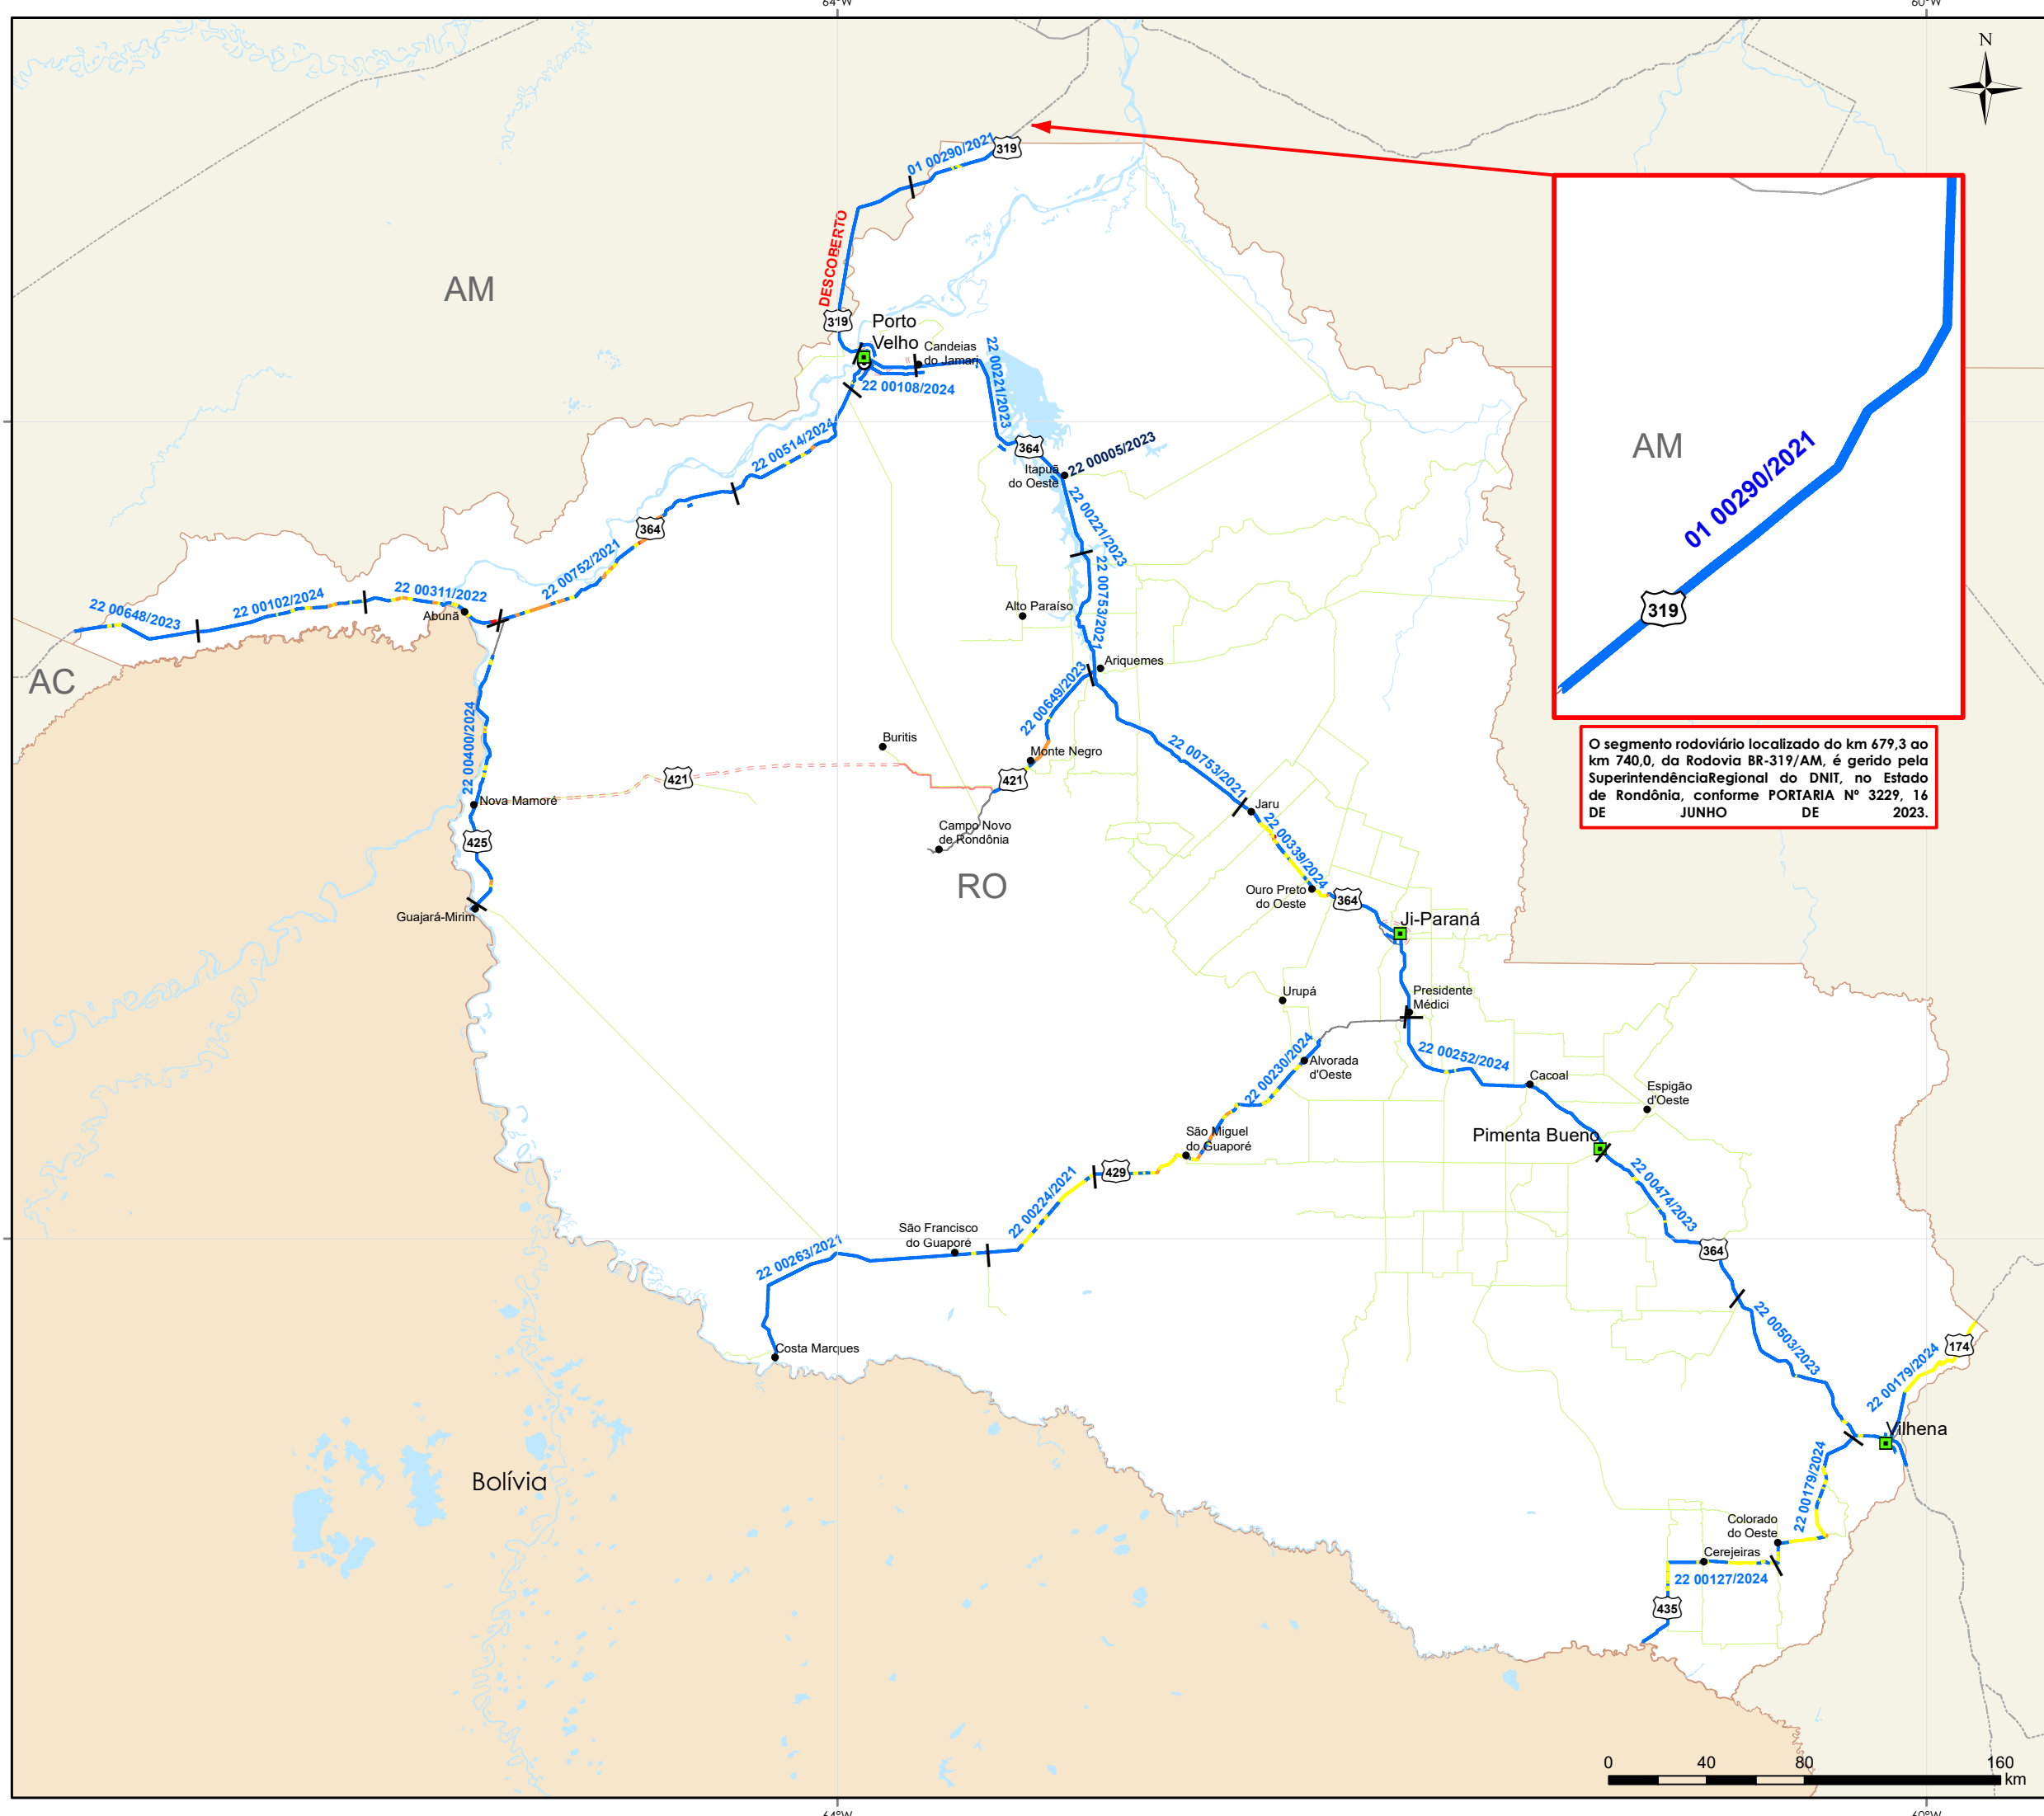 64°W
60°W
N
01 00290/2021
319
DESCOBERTO
AM
319
Porto
Velho
Candeias
do Jamari
22 00108/2024
22 00221/2023
364
22 00005/2023
Itapuã
do Oeste
22 00514/2024
22 00221/2023
364
22 00752/2021
22 00753/2021
22 00311/2022
22 00102/2024
22 00648/2023
Abunã
Alto Paraíso
AC
Ariquemes
22 00649/2023
22 00400/2024
Buritis
Monte Negro
421
421
22 00753/2021
Nova Mamoré
Jaru
425
Campo Novo
de Rondônia
22 00339/2024
RO
Ouro Preto
do Oeste
364
Guajará-Mirim
Ji-Paraná
Urupá
Presidente
Médici
22 00230/2024
22 00252/2024
Alvorada
d'Oeste
Cacoal
Espigão
d'Oeste
São Miguel
do Guaporé
Pimenta Bueno
429
22 00224/2021
22 00474/2023
São Francisco
do Guaporé
22 00263/2021
364
22 00503/2023
Costa Marques
174
22 00179/2024
Vilhena
22 00179/2024
Bolívia
Colorado
do Oeste
Cerejeiras
22 00127/2024
435
AM
01 00290/2021
319
O segmento rodoviário localizado do km 679,3 ao
km 740,0, da Rodovia BR-319/AM, é gerido pela
SuperintendênciaRegional do DNIT, no Estado
de Rondônia, conforme PORTARIA Nº 3229, 16
DE JUNHO DE 2023.
0 40 80 160
km
64°W
60°W